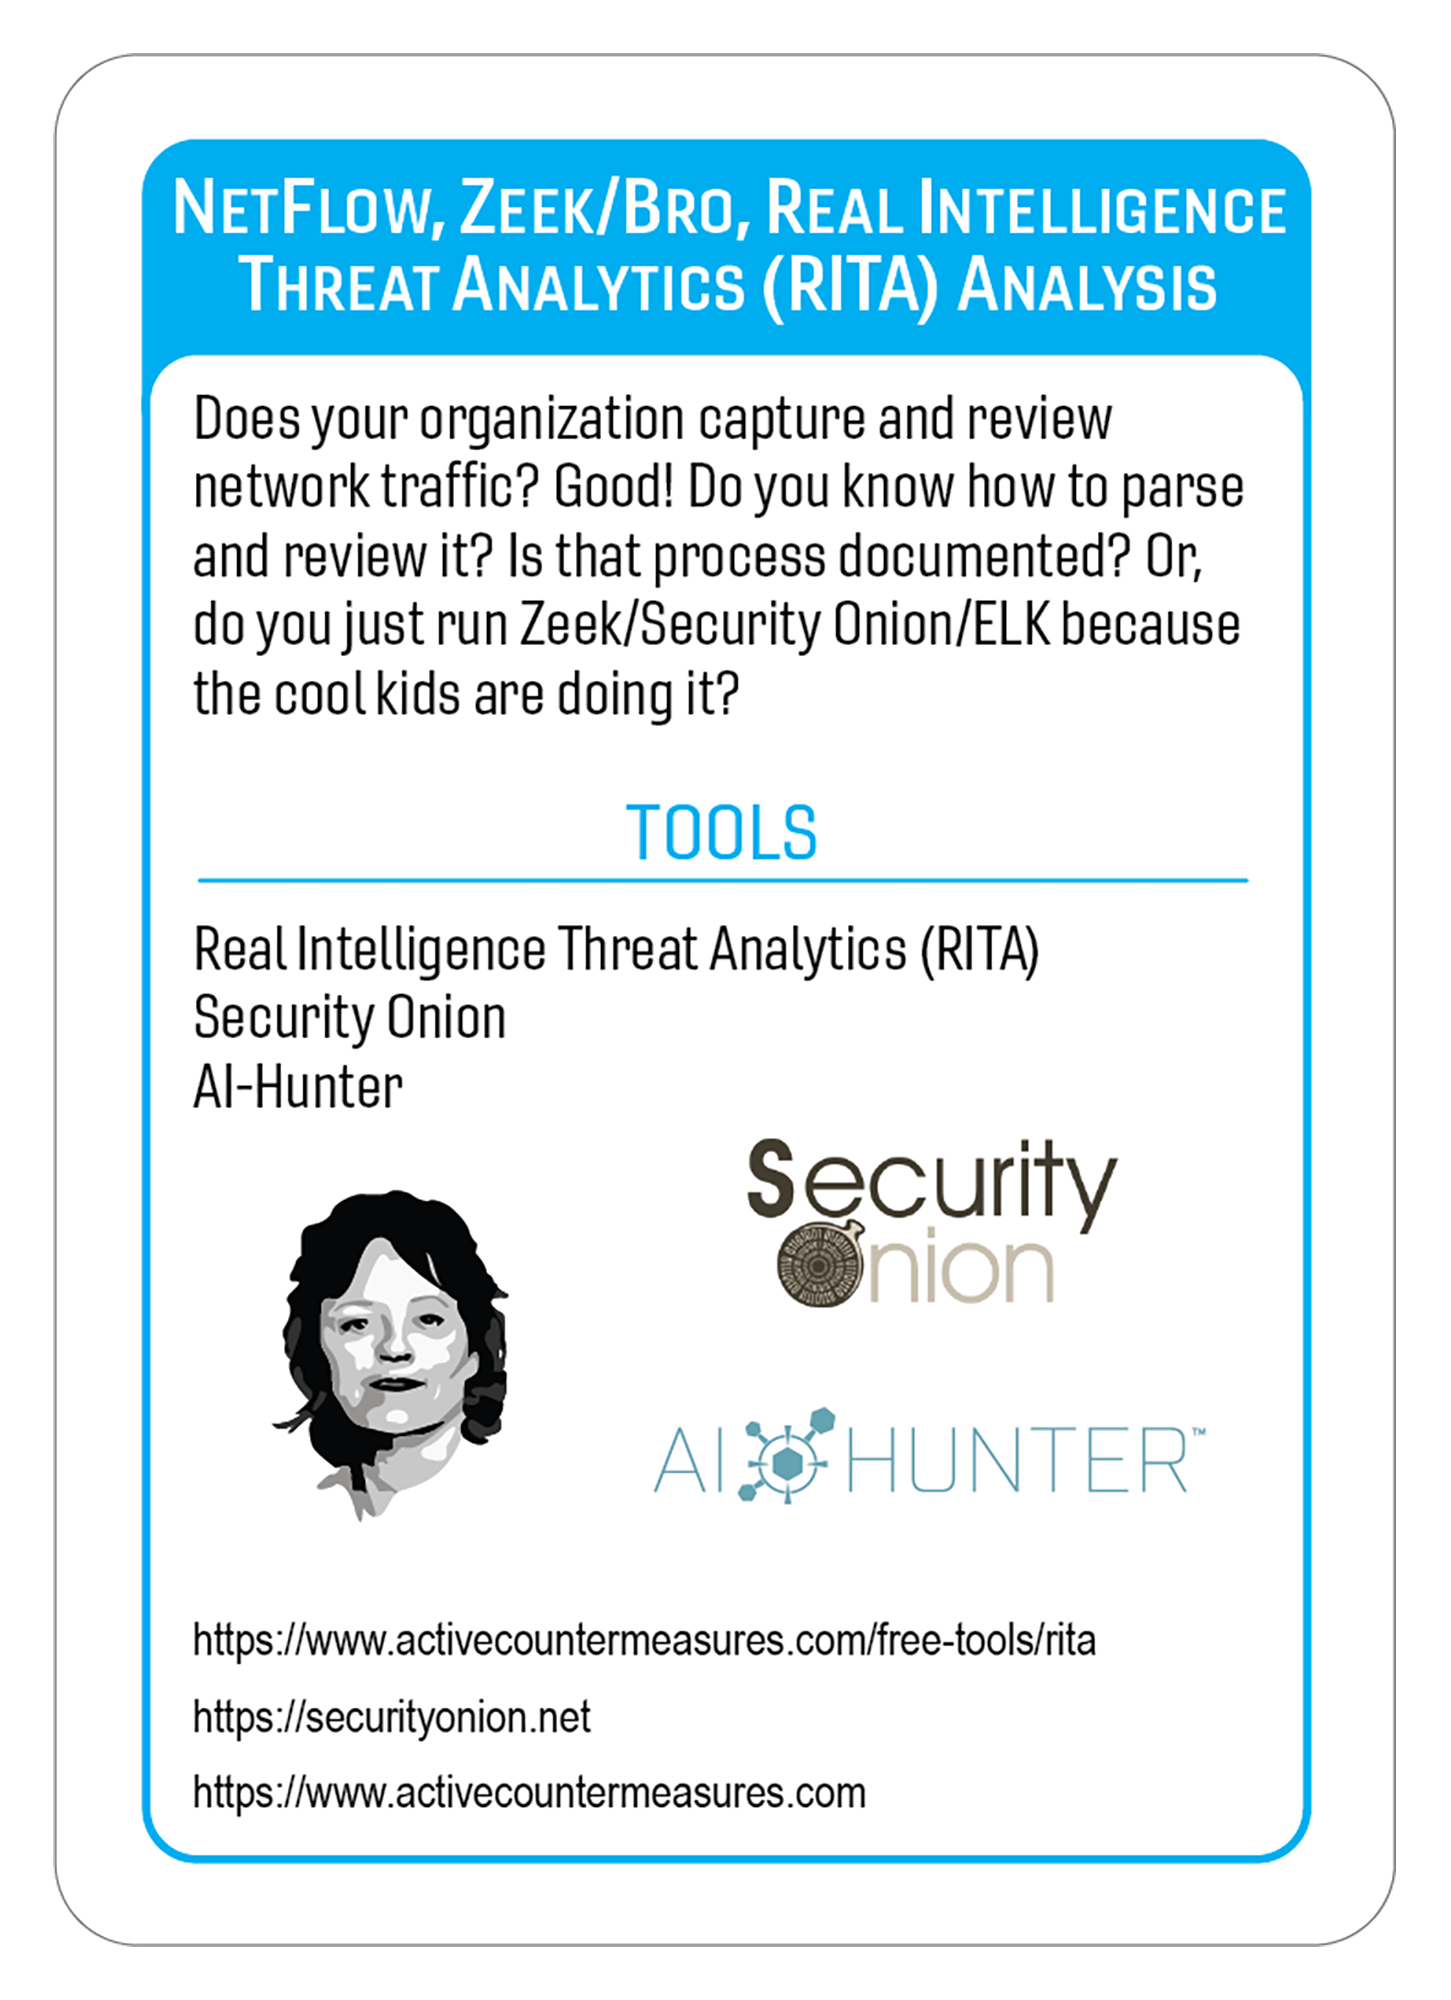 NetFlow, Zeek/Bro, Real Intelligence
Threat Analytics (RITA) Analysis
Does your organization capture and review
network traffic? Good! Do you know how to parse
and review it? Is that process documented? Or,
do you just run Zeek/Security Onion/ELK because
the cool kids are doing it?
TOOLS
Real Intelligence Threat Analytics (RITA)
Security Onion
AI-Hunter
Security
Onion
AI HUNTER™
https://www.activecountermeasures.com/free-tools/rita
https://securityonion.net
https://www.activecountermeasures.com